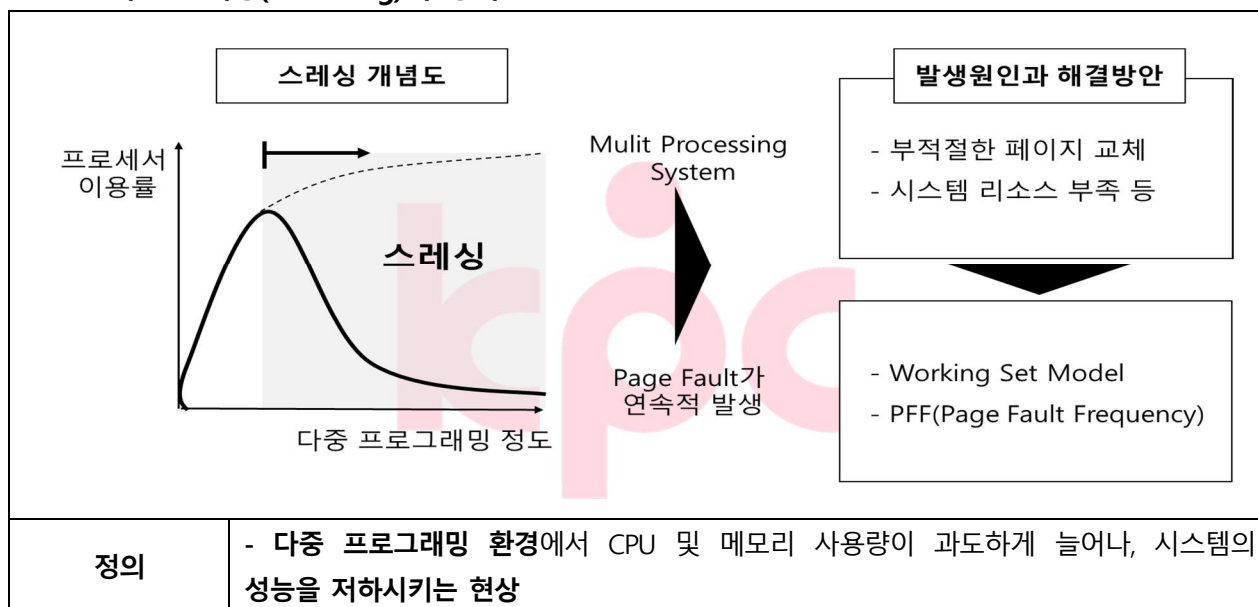 스레싱 개념도
프로세서
이용률
스레싱
다중 프로그래밍 정도
Mulit Processing
System
Page Fault가
연속적 발생
발생원인과 해결방안
- 부적절한 페이지 교체
- 시스템 리소스 부족 등
- Working Set Model
- PFF(Page Fault Frequency)
kpc
정의
- 다중 프로그래밍 환경에서 CPU 및 메모리 사용량이 과도하게 늘어나, 시스템의
성능을 저하시키는 현상